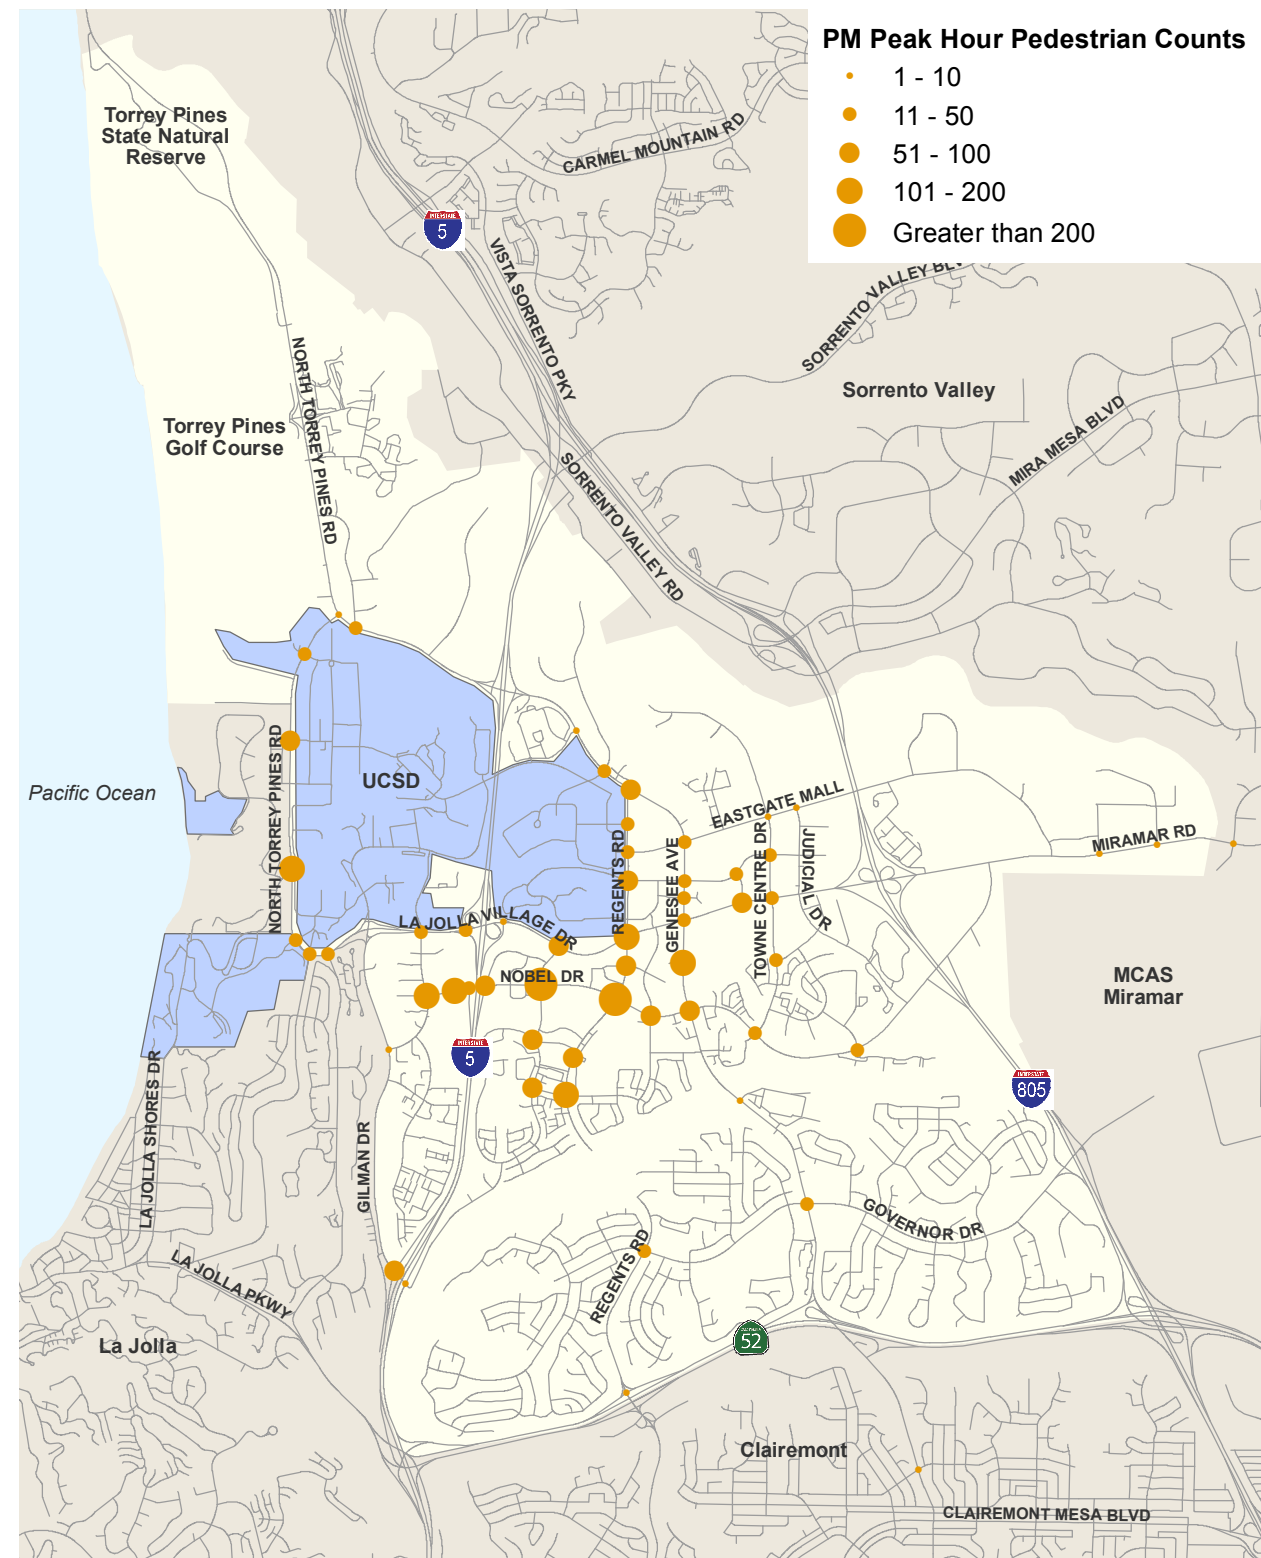 PM Peak Hour Pedestrian Counts
1 - 10
11 - 50
51 - 100
101 - 200
Greater than 200
Torrey Pines
State Natural
Reserve
CARMEL MOUNTAIN RD
INTERSTATE
5
VISTA SORRENTO PKY
SORRENTO VALLEY BLV
Sorrento Valley
MIRA MESA BLVD
NORTH TORREY PINES RD
Torrey Pines
Golf Course
SORRENTO VALLEY RD
NORTH TORREY PINES RD
UCSD
Pacific Ocean
EASTGATE MALL
MIRAMAR RD
REGENTS RD
GENESEE AVE
TOWNE CENTRE DR
JUDICIAL DR
LA JOLLA VILLAGE DR
NOBEL DR
MCAS
Miramar
INTERSTATE
5
INTERSTATE
805
LA JOLLA SHORES DR
GILMAN DR
GOVERNOR DR
REGENTS RD
LA JOLLA PKWY
La Jolla
52
Clairemont
CLAIREMONT MESA BLVD